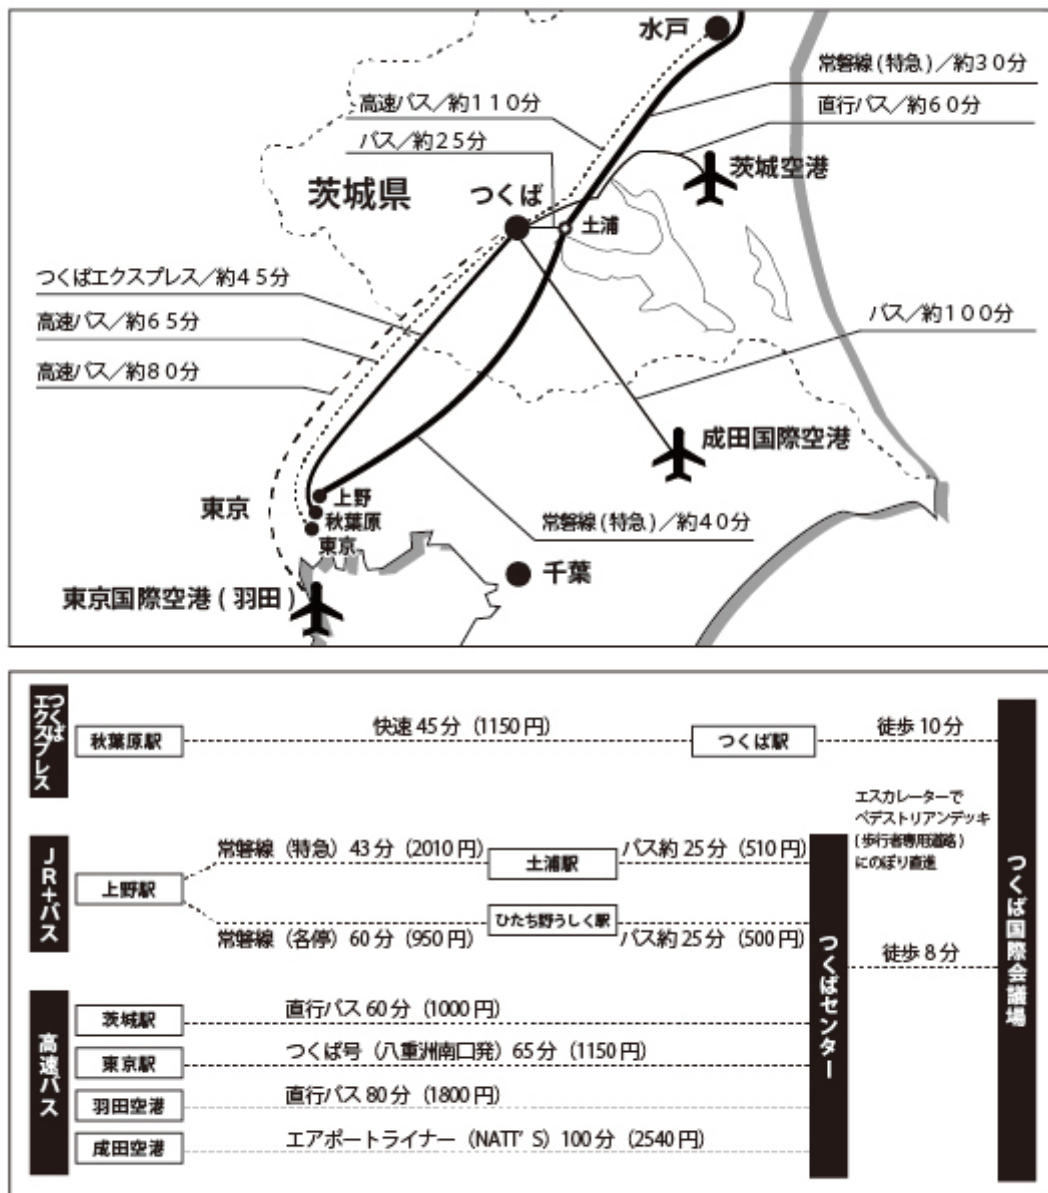 水戸
常磐線(特急)／約30分
高速バス／約110分
直行バス／約60分
バス／約25分
茨城空港
茨城県
つくば
土浦
つくばエクスプレス／約45分
高速バス／約65分
バス／約100分
高速バス／約80分
成田国際空港
上野
東京
秋葉原
常磐線(特急)／約40分
東京
千葉
東京国際空港(羽田)
つくば
エクスプレス
秋葉原駅
快速 45分 (1150円)
つくば駅
徒歩 10分
エスカレーターで
ペデストリアンデッキ
(歩行者専用道路)
にのぼり直進
JR+バス
上野駅
常磐線 (特急) 43分 (2010円)
土浦駅
バス約 25分 (510円)
常磐線 (各停) 60分 (950円)
ひたち野うしく駅
バス約 25分 (500円)
つくばセンター
徒歩 8分
つくば国際会議場
高速バス
茨城駅
直行バス 60分 (1000円)
東京駅
つくば号 (八重洲南口発) 65分 (1150円)
羽田空港
直行バス 80分 (1800円)
成田空港
エアポートライナー (NATT'S) 100分 (2540円)